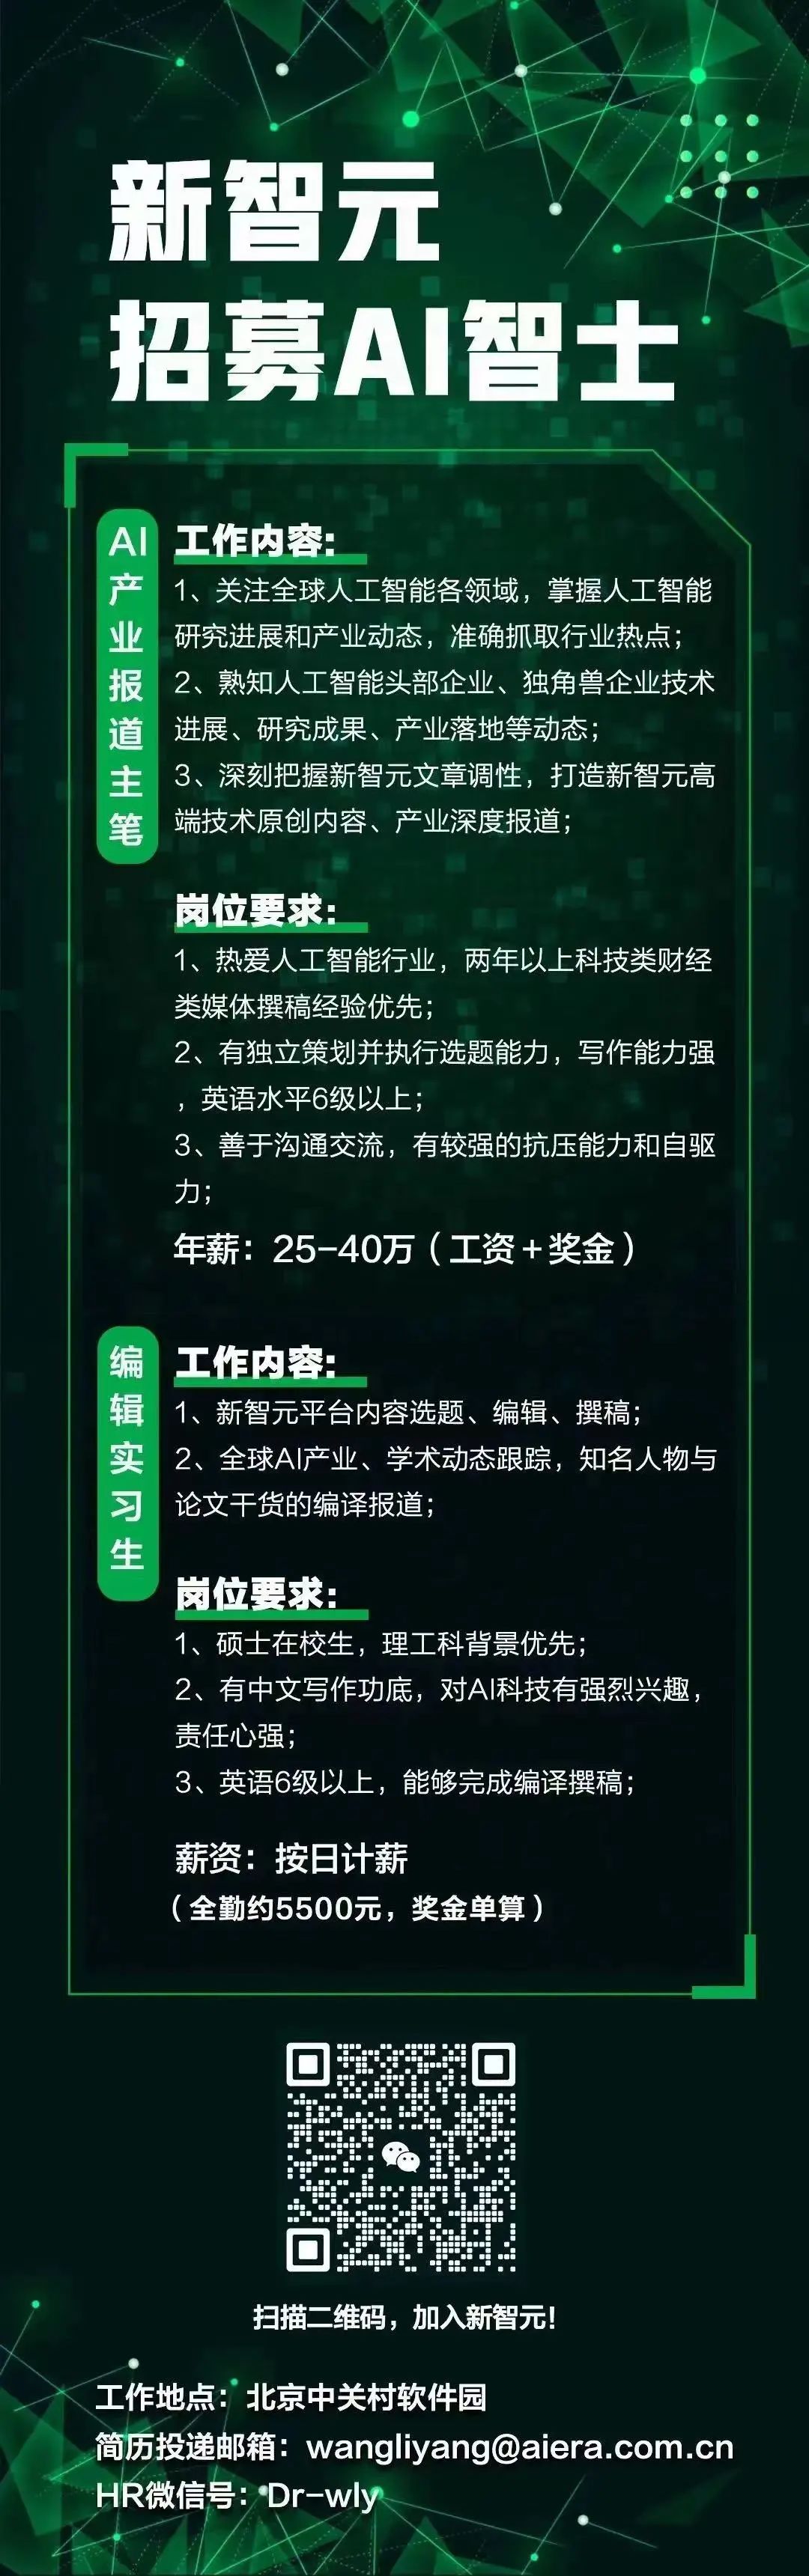 新智元
招募AI智士
AI产业报道主笔
工作内容:
1、关注全球人工智能各领域，掌握人工智能
研究进展和产业动态，准确抓取行业热点；
2、熟知人工智能头部企业、独角兽企业技术
进展、研究成果、产业落地等动态；
3、深刻把握新智元文章调性，打造新智元高
端技术原创内容、产业深度报道；
岗位要求:
1、热爱人工智能行业，两年以上科技类财经
类媒体撰稿经验优先；
2、有独立策划并执行选题能力，写作能力强
，英语水平6级以上；
3、善于沟通交流，有较强的抗压能力和自驱
力；
年薪：25-40万（工资+奖金）
编辑实习生
工作内容:
1、新智元平台内容选题、编辑、撰稿；
2、全球AI产业、学术动态跟踪，知名人物与
论文干货的编译报道；
岗位要求:
1、硕士在校生，理工科背景优先；
2、有中文写作功底，对AI科技有强烈兴趣，
责任心强；
3、英语6级以上，能够完成编译撰稿；
薪资：按日计薪
（全勤约5500元，奖金单算）
扫描二维码，加入新智元！
工作地点：北京中关村软件园
简历投递邮箱：wangliyang@aiera.com.cn
HR微信号：Dr-wly